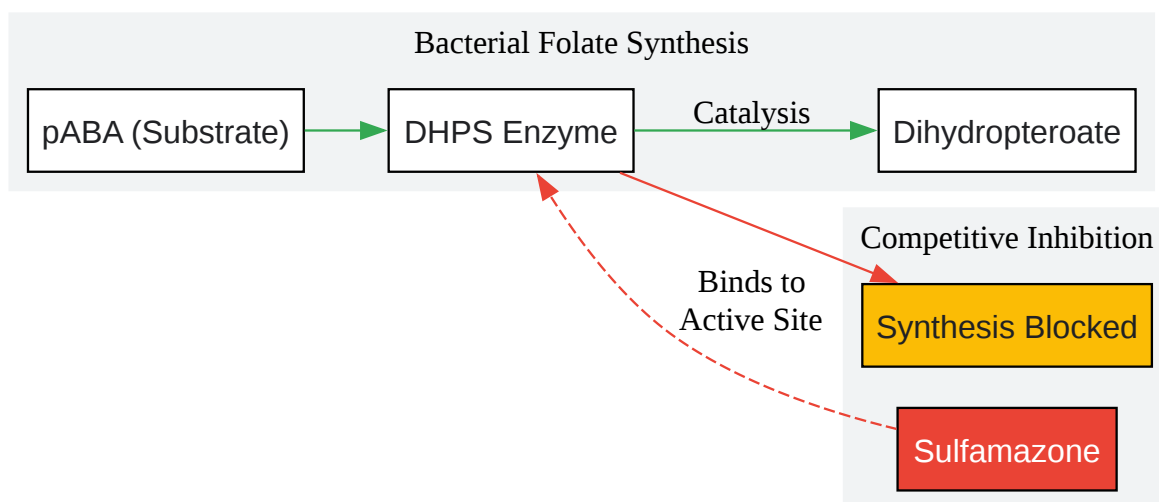 Bacterial Folate Synthesis
pABA (Substrate)
DHPS Enzyme
Catalysis
Dihydropteroate
Competitive Inhibition
Binds to
Active Site
Synthesis Blocked
Sulfamazone